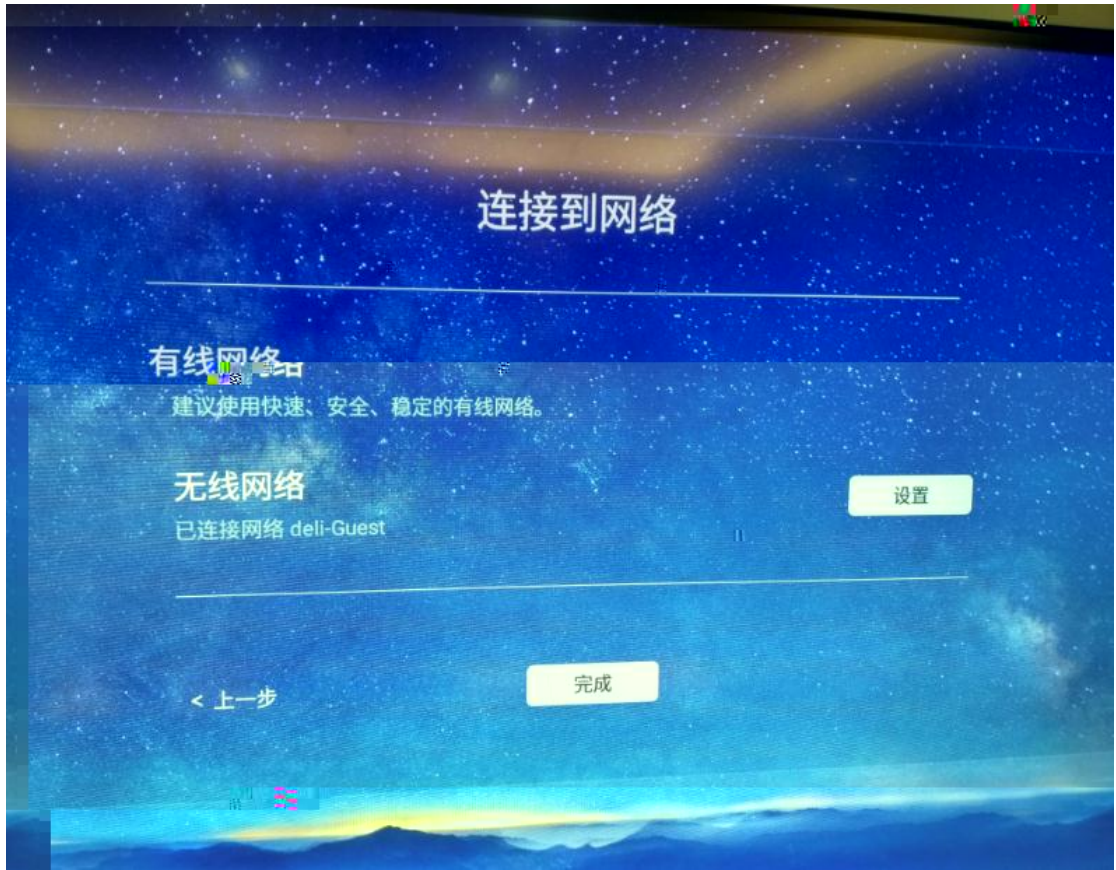 连接到网络
有线网络
建议使用快速、安全、稳定的有线网络。
无线网络
设置
已连接网络 deli-Guest
< 上一步
完成